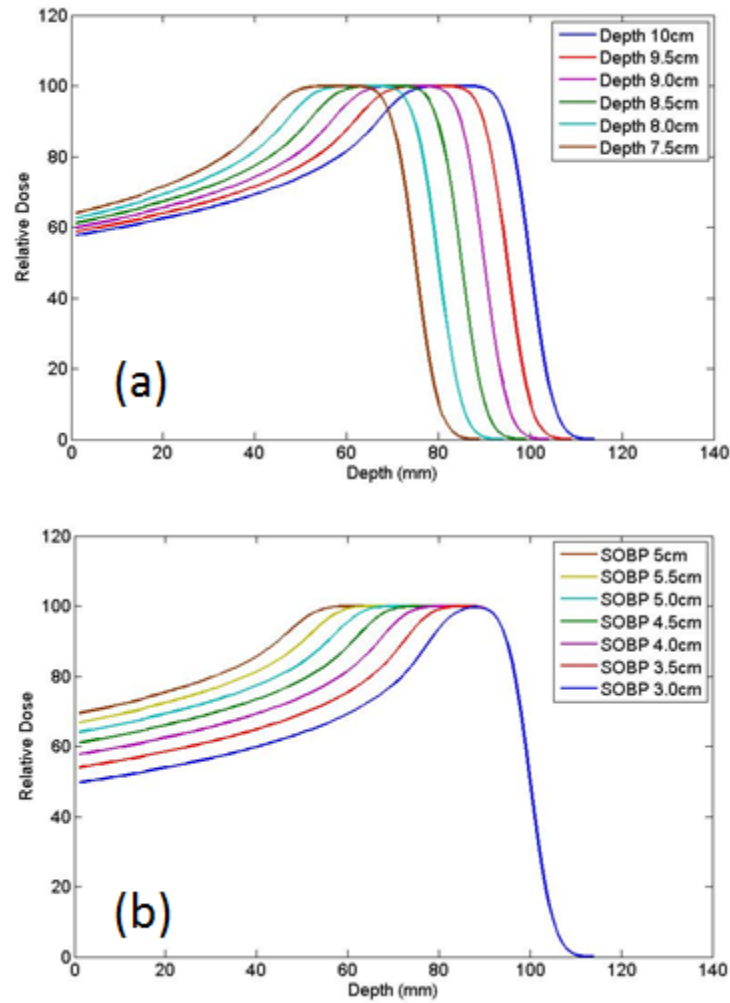 120
100
80
60
40
20
0
Relative Dose
Depth 10cm
Depth 9.5cm
Depth 9.0cm
Depth 8.5cm
Depth 8.0cm
Depth 7.5cm
(a)
0 20 40 60 80 100 120 140
Depth (mm)
120
100
80
60
40
20
0
Relative Dose
SOBP 5cm
SOBP 5.5cm
SOBP 5.0cm
SOBP 4.5cm
SOBP 4.0cm
SOBP 3.5cm
SOBP 3.0cm
(b)
0 20 40 60 80 100 120 140
Depth (mm)